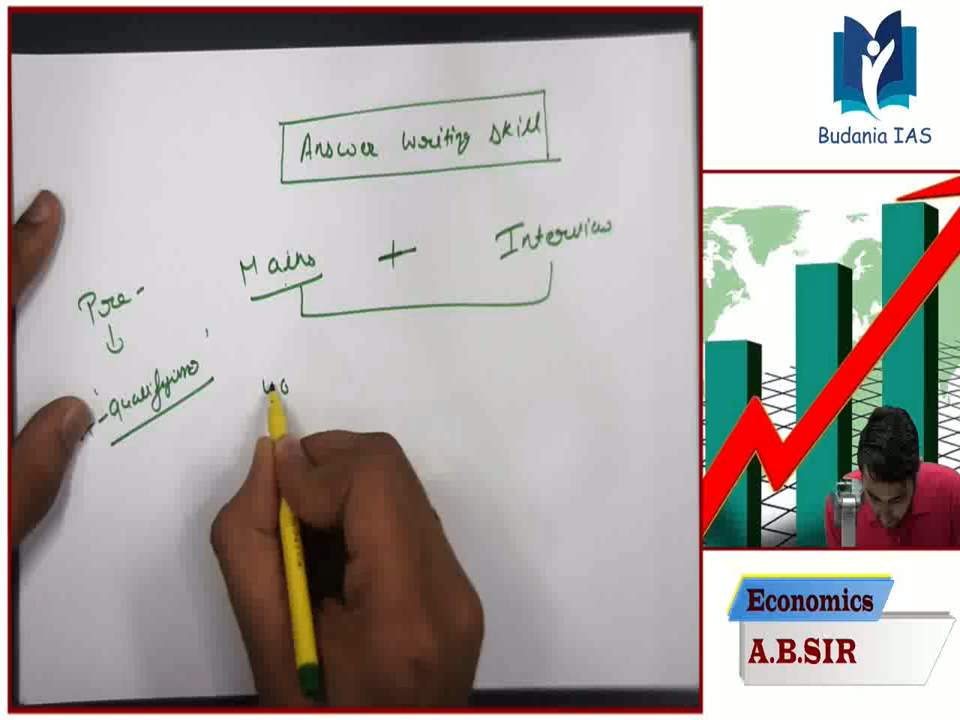 Answer Writing Skill
Mains + Interview
Pre-
'-qualifying'
Budania IAS
Economics
A.B.SIR